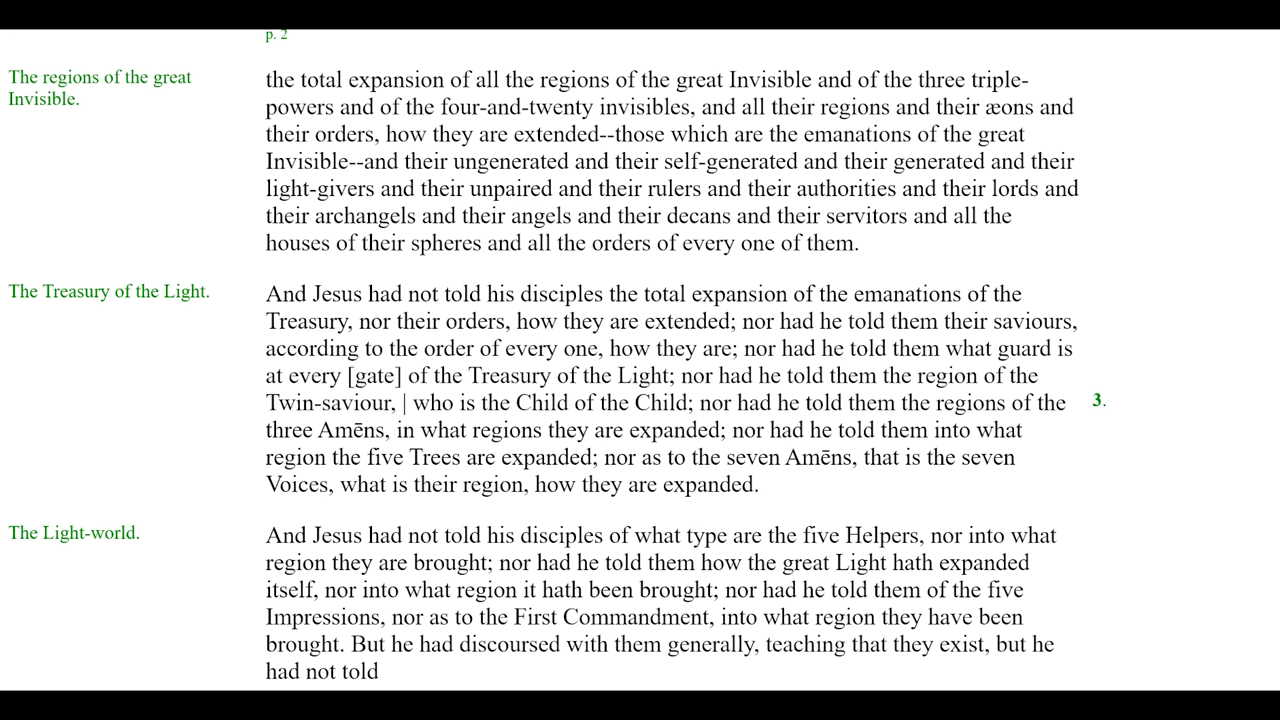 p. 2
The regions of the great
Invisible.
the total expansion of all the regions of the great Invisible and of the three triple-
powers and of the four-and-twenty invisibles, and all their regions and their æons and
their orders, how they are extended--those which are the emanations of the great
Invisible--and their ungenerated and their self-generated and their generated and their
light-givers and their unpaired and their rulers and their authorities and their lords and
their archangels and their angels and their decans and their servitors and all the
houses of their spheres and all the orders of every one of them.
The Treasury of the Light.
And Jesus had not told his disciples the total expansion of the emanations of the
Treasury, nor their orders, how they are extended; nor had he told them their saviours,
according to the order of every one, how they are; nor had he told them what guard is
at every [gate] of the Treasury of the Light; nor had he told them the region of the
Twin-saviour, | who is the Child of the Child; nor had he told them the regions of the
3.
three Amēns, in what regions they are expanded; nor had he told them into what
region the five Trees are expanded; nor as to the seven Amēns, that is the seven
Voices, what is their region, how they are expanded.
The Light-world.
And Jesus had not told his disciples of what type are the five Helpers, nor into what
region they are brought; nor had he told them how the great Light hath expanded
itself, nor into what region it hath been brought; nor had he told them of the five
Impressions, nor as to the First Commandment, into what region they have been
brought. But he had discoursed with them generally, teaching that they exist, but he
had not told